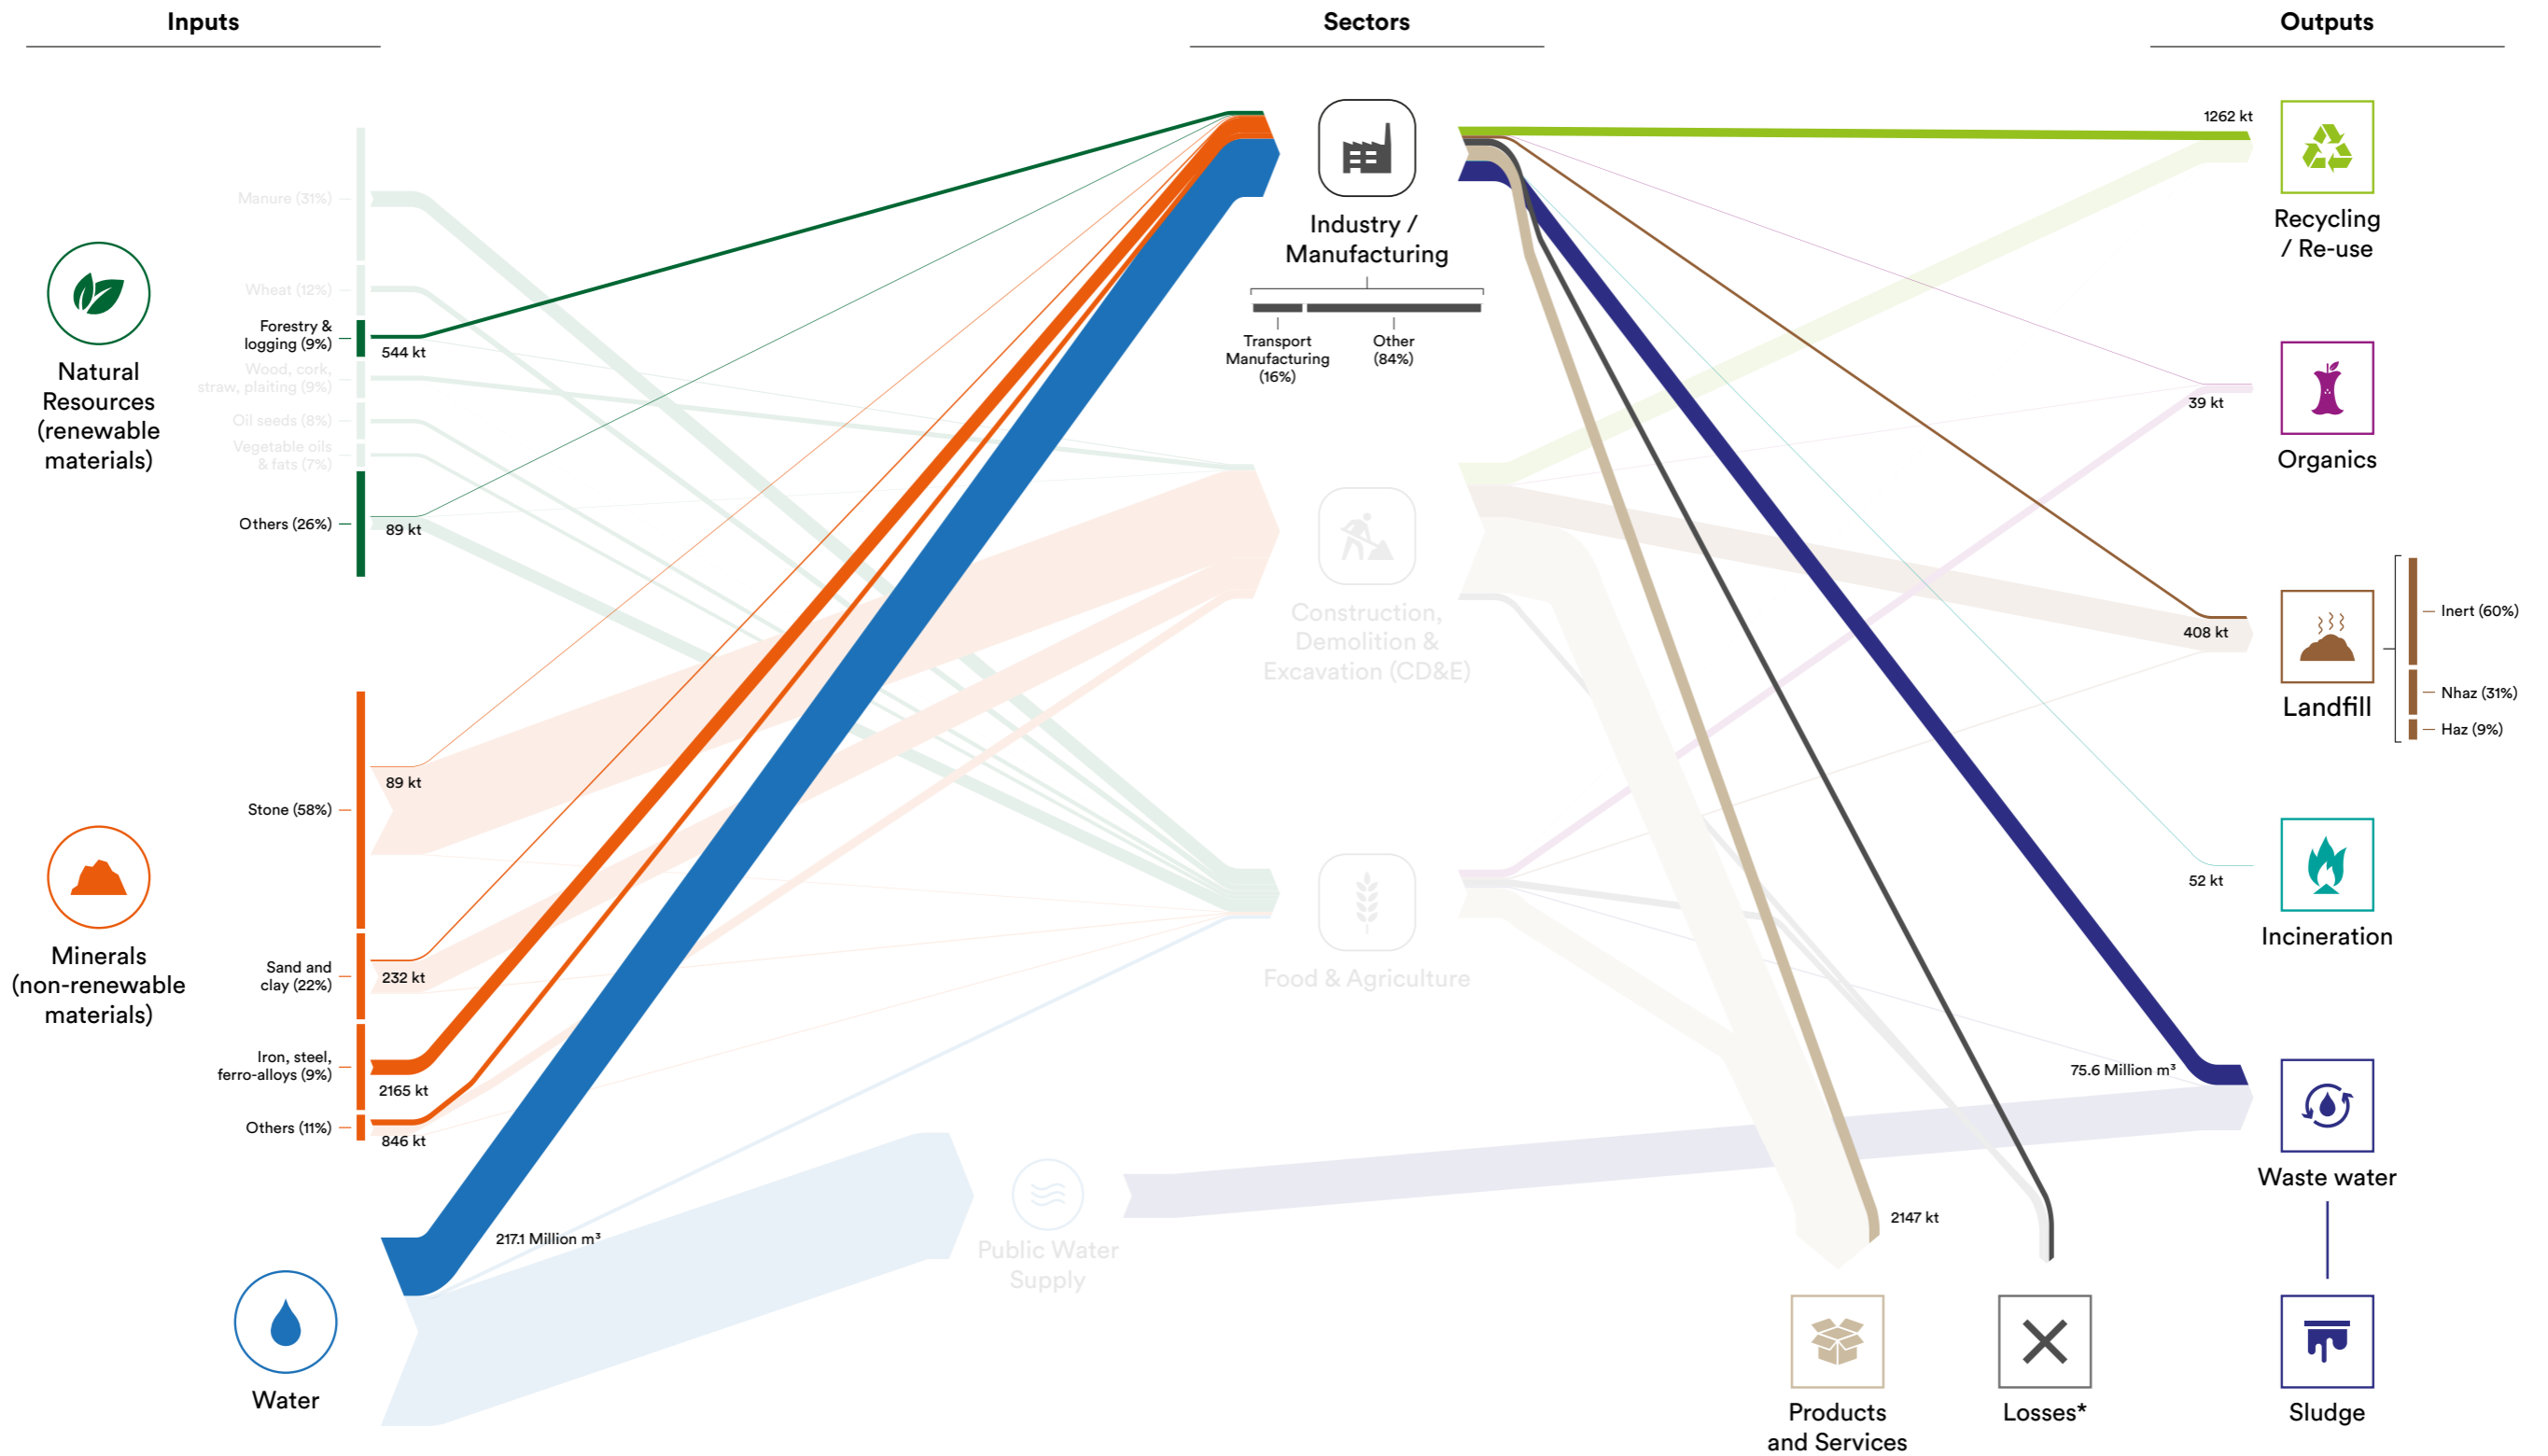 Inputs
Sectors
Outputs
Natural
Resources
(renewable
materials)
Manure (31%)
Wheat (12%)
Forestry &
logging (9%)
544 kt
Wood, cork,
straw, plaiting (9%)
Oil seeds (8%)
Vegetable oils
& fats (7%)
Others (26%)
89 kt
Minerals
(non-renewable
materials)
Stone (58%)
89 kt
Sand and
clay (22%)
232 kt
Iron, steel,
ferro-alloys (9%)
2165 kt
Others (11%)
846 kt
Water
217.1 Million m³
Public Water
Supply
Industry /
Manufacturing
Transport
Manufacturing
(16%)
Other
(84%)
Construction,
Demolition &
Excavation (CD&E)
Food & Agriculture
1262 kt
Recycling
/ Re-use
39 kt
Organics
408 kt
Landfill
Inert (60%)
Nhaz (31%)
Haz (9%)
52 kt
Incineration
75.6 Million m³
Waste water
2147 kt
Products
and Services
Losses*
Sludge